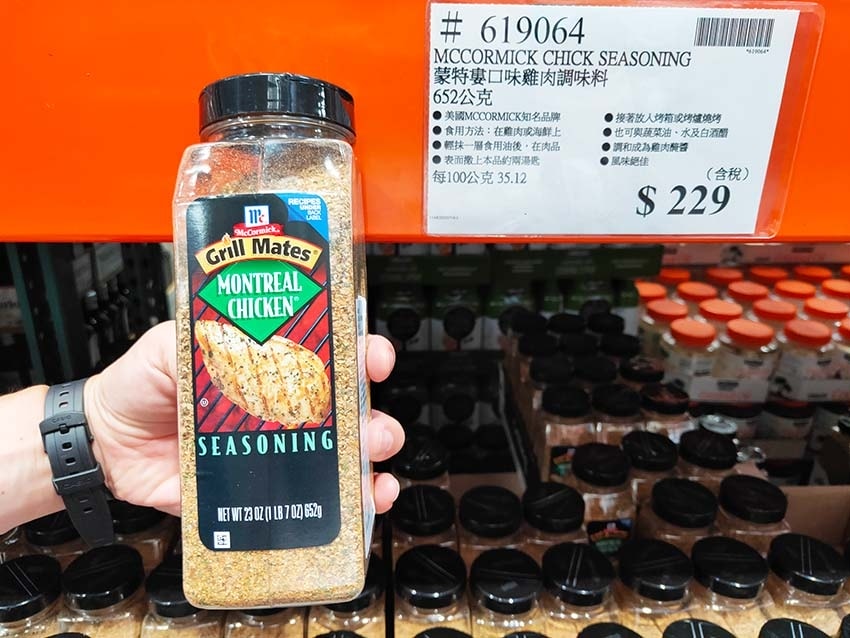 # 619064
*619064*
MCCORMICK CHICK SEASONING
蒙特婁口味雞肉調味料
652公克
● 美國MCCORMICK知名品牌
● 食用方法：在雞肉或海鮮上
● 輕抹一層食用油後，在肉品
● 表面撒上本品約兩湯匙
● 接著放入烤箱或烤爐燒烤
● 也可與蔬菜油、水及白酒醋
● 調和成為雞肉醃醬
● 風味絕佳
每100公克 35.12
(含稅)
$ 229
RECIPES
UNDER
BACK
LABEL
McCormick
Grill Mates®
MONTREAL
CHICKEN®
SEASONING
NET WT 23 OZ (1 LB 7 OZ) 652g
CASIO